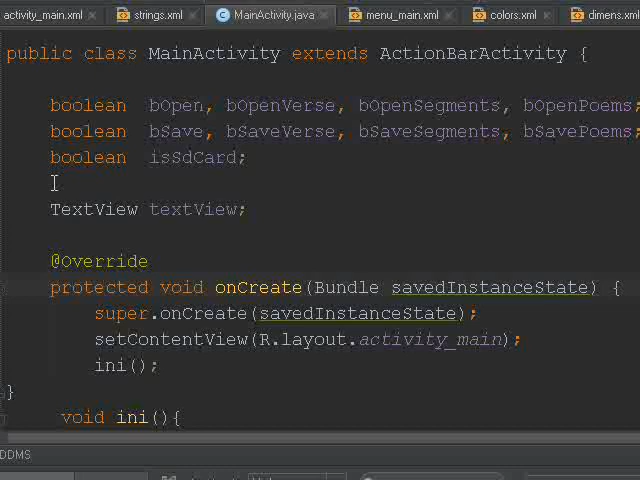 activity_main.xml strings.xml MainActivity.java menu_main.xml colors.xml dimens.xml
public class MainActivity extends ActionBarActivity {
boolean bOpen, bOpenVerse, bOpenSegments, bOpenPoems;
boolean bSave, bSaveVerse, bSaveSegments, bSavePoems;
boolean isSdCard;
TextView textView;
@Override
protected void onCreate(Bundle savedInstanceState) {
super.onCreate(savedInstanceState);
setContentView(R.layout.activity_main);
ini();
}
void ini(){
DDMS